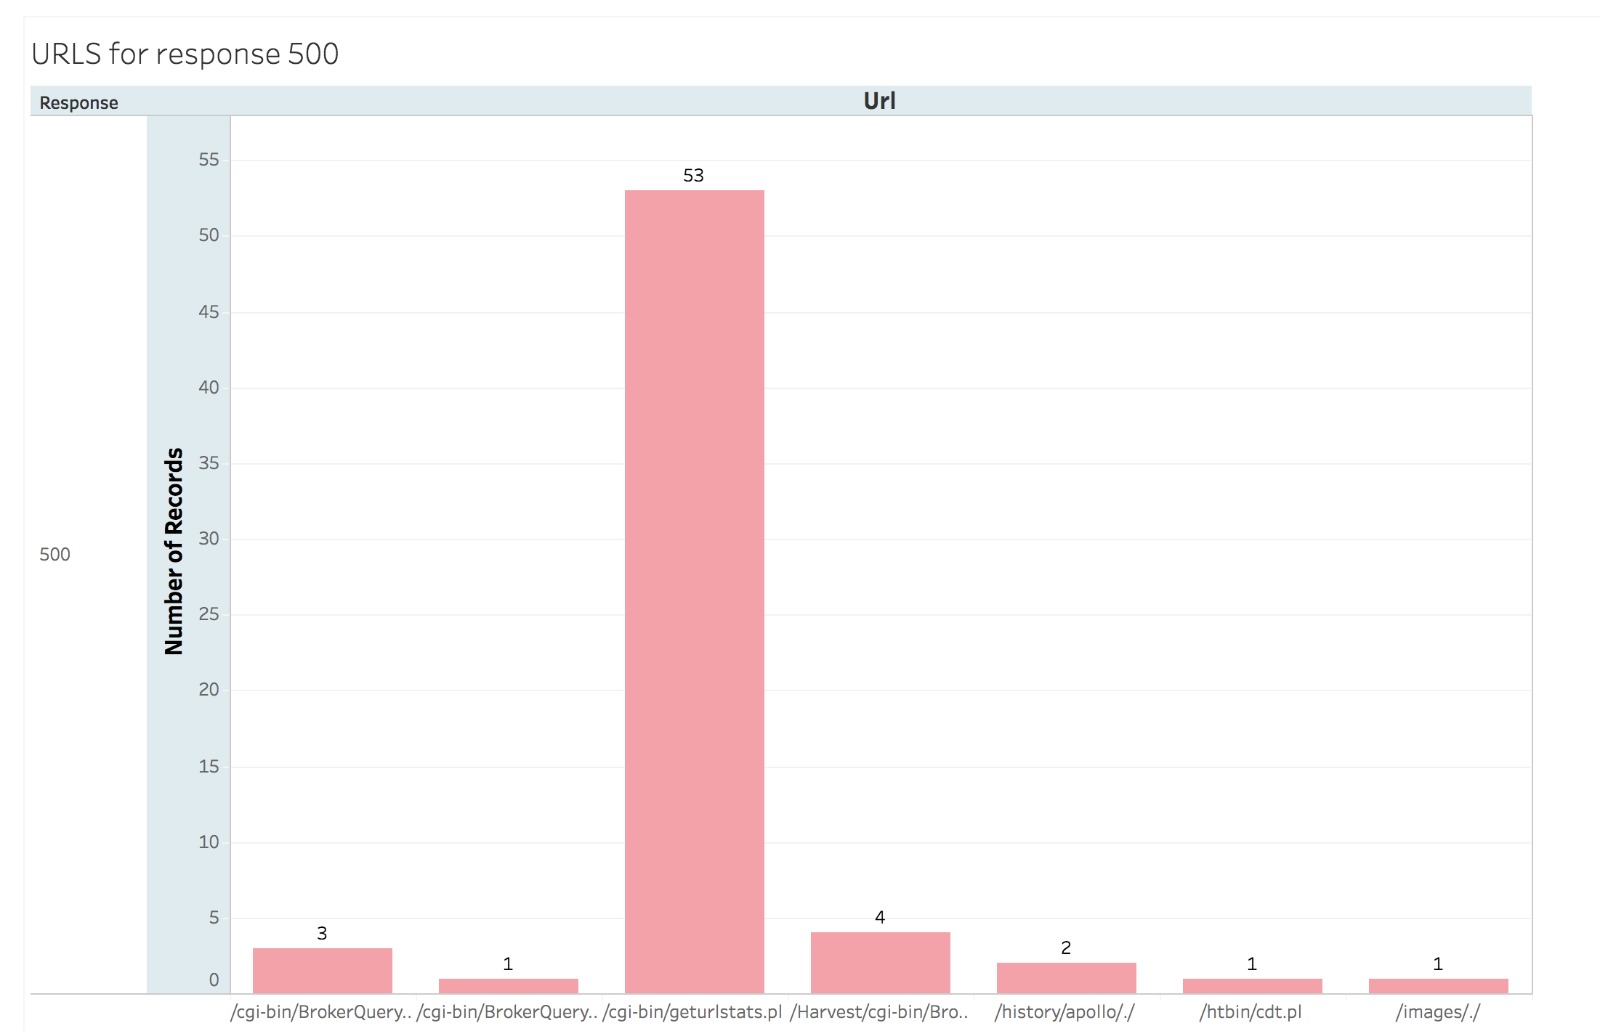 URLS for response 500
Response
Url
500
Number of Records
55
50
45
40
35
30
25
20
15
10
5
0
3
1
53
4
2
1
1
/cgi-bin/BrokerQuery..
/cgi-bin/BrokerQuery..
/cgi-bin/geturlstats.pl
/Harvest/cgi-bin/Bro..
/history/apollo/./
/htbin/cdt.pl
/images/./